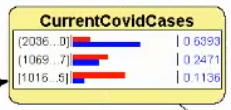 CurrentCovidCases
(2036...0] 0.6393
(1069...7] 0.2471
[1016...5] 0.1136